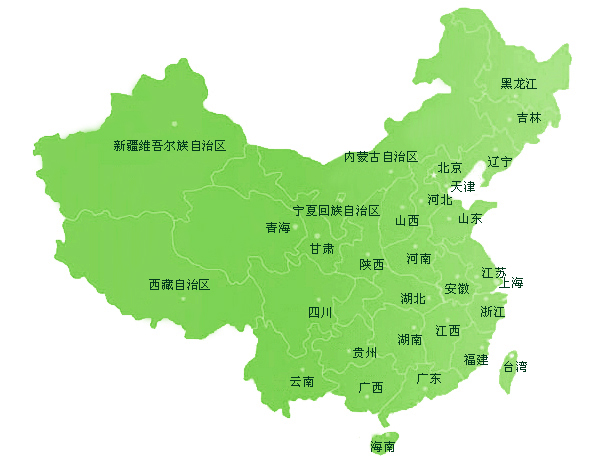 黑龙江
吉林
新疆维吾尔族自治区
内蒙古自治区
辽宁
北京
天津
河北
宁夏回族自治区
山西
山东
青海
甘肃
陕西
河南
江苏
上海
西藏自治区
安徽
湖北
四川
浙江
江西
湖南
贵州
福建
台湾
云南
广西
广东
海南